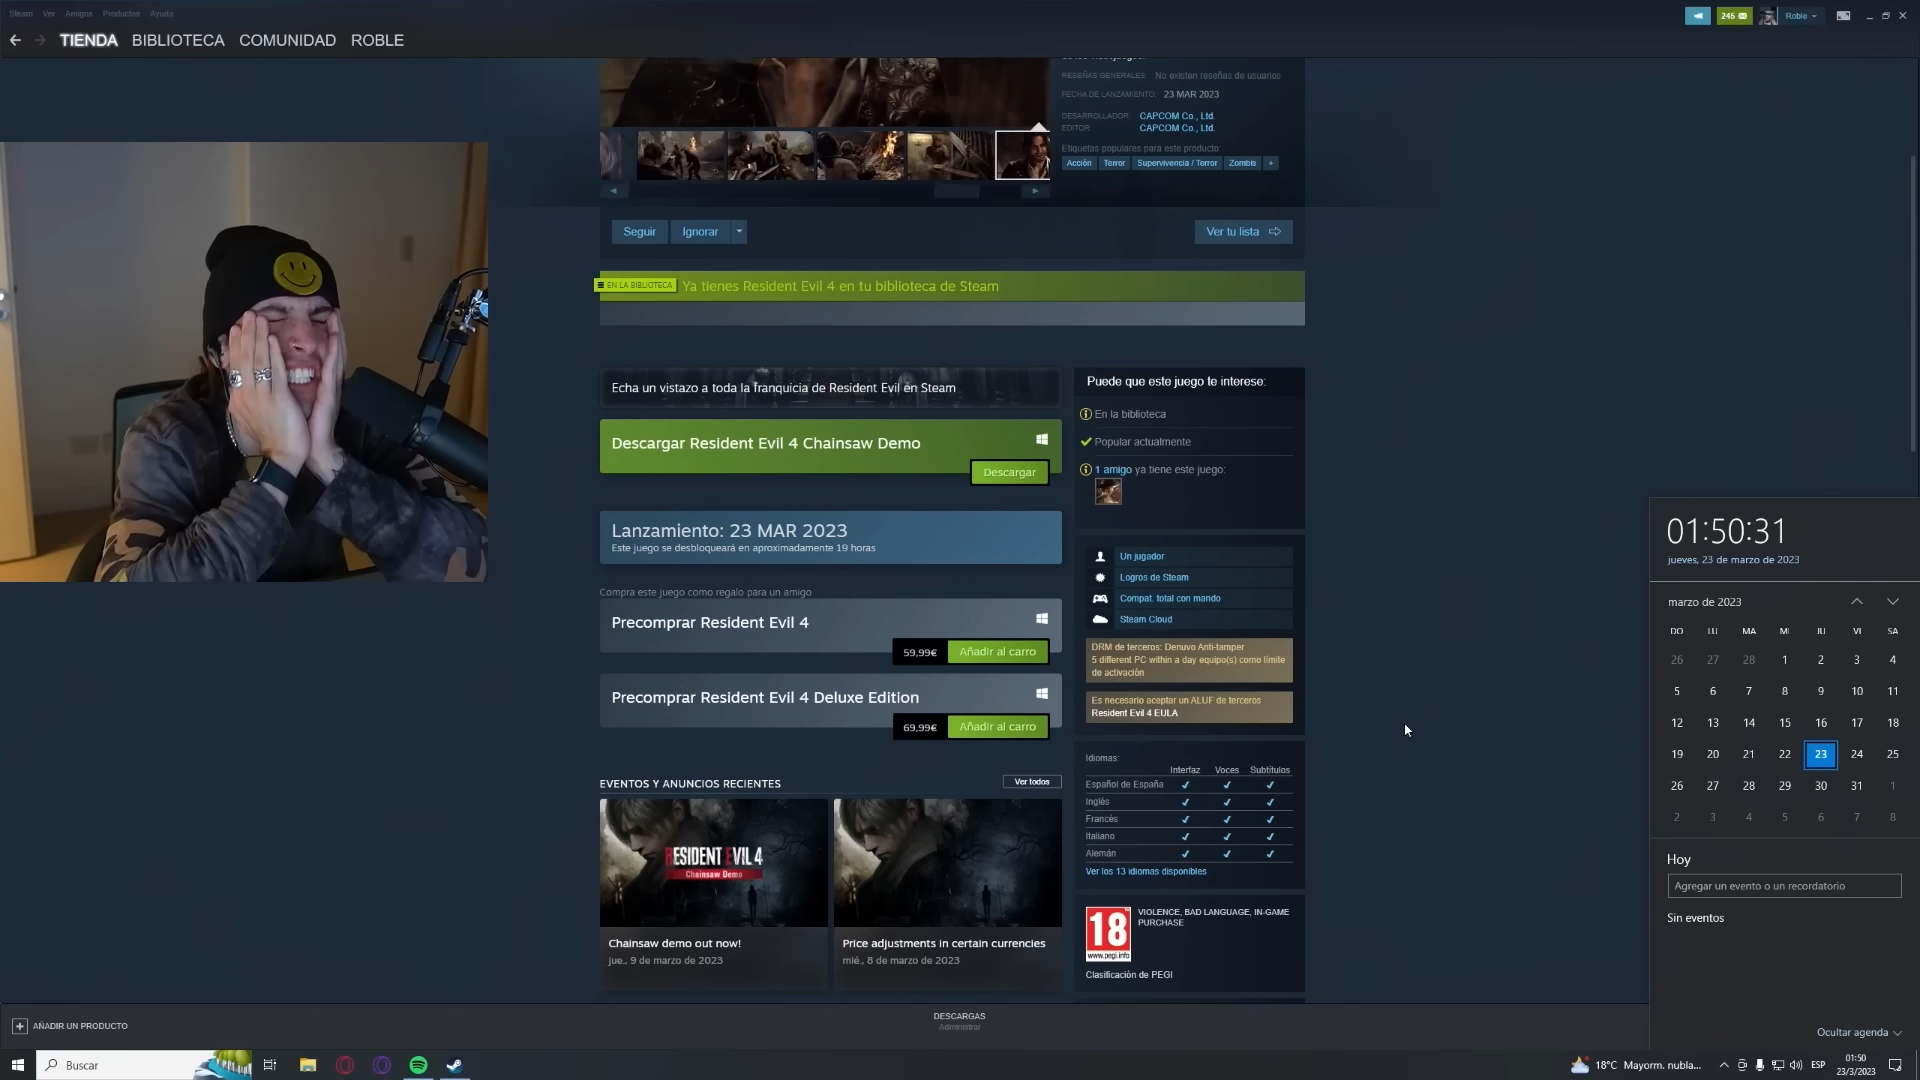 Steam Ver Amigos Productos Ayuda
245
Roble
TIENDA BIBLIOTECA COMUNIDAD ROBLE
RESEÑAS GENERALES: No existen reseñas de usuarios
FECHA DE LANZAMIENTO: 23 MAR 2023
DESARROLLADOR: CAPCOM Co., Ltd.
EDITOR: CAPCOM Co., Ltd.
Etiquetas populares para este producto
Acción Terror Supervivencia / Terror Zombis +
Seguir Ignorar Ver tu lista
EN LA BIBLIOTECA Ya tienes Resident Evil 4 en tu biblioteca de Steam
Echa un vistazo a toda la franquicia de Resident Evil en Steam
Descargar Resident Evil 4 Chainsaw Demo
Descargar
Lanzamiento: 23 MAR 2023
Este juego se desbloqueará en aproximadamente 19 horas
Compra este juego como regalo para un amigo
Precomprar Resident Evil 4
59,99€ Añadir al carro
Precomprar Resident Evil 4 Deluxe Edition
69,99€ Añadir al carro
EVENTOS Y ANUNCIOS RECIENTES Ver todos
RESIDENT EVIL 4
Chainsaw Demo
Chainsaw demo out now!
jue., 9 de marzo de 2023
Price adjustments in certain currencies
mié., 8 de marzo de 2023
Puede que este juego te interese:
En la biblioteca
Popular actualmente
1 amigo ya tiene este juego:
Un jugador
Logros de Steam
Compat. total con mando
Steam Cloud
DRM de terceros: Denuvo Anti-tamper
5 different PC within a day equipo(s) como límite
de activación
Es necesario aceptar un ALUF de terceros
Resident Evil 4 EULA
Idiomas:
Interfaz Voces Subtítulos
Español de España ✔ ✔ ✔
Inglés ✔ ✔ ✔
Francés ✔ ✔ ✔
Italiano ✔ ✔ ✔
Alemán ✔ ✔ ✔
Ver los 13 idiomas disponibles
18
www.pegi.info
VIOLENCE, BAD LANGUAGE, IN-GAME
PURCHASE
Clasificación de PEGI
01:50:31
jueves, 23 de marzo de 2023
marzo de 2023
DO LU MA MI JU VI SA
26 27 28 1 2 3 4
5 6 7 8 9 10 11
12 13 14 15 16 17 18
19 20 21 22 23 24 25
26 27 28 29 30 31 1
2 3 4 5 6 7 8
Hoy
Agregar un evento o un recordatorio
Sin eventos
Ocultar agenda
AÑADIR UN PRODUCTO
DESCARGAS
Administrar
Buscar
18°C Mayorm. nubla...
ESP
01:50
23/3/2023